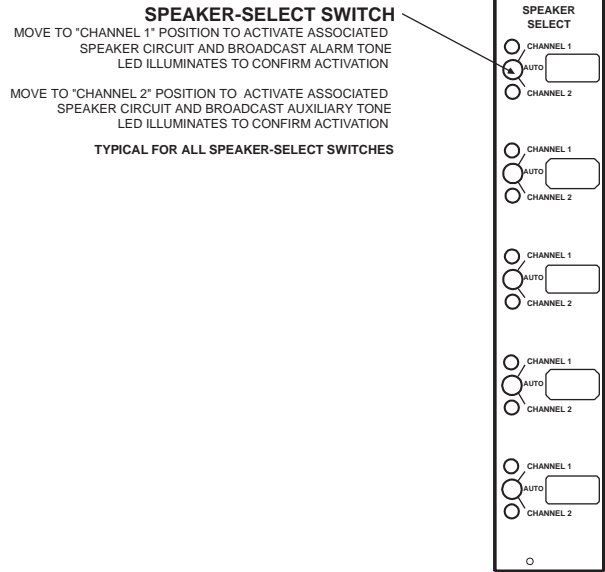 SPEAKER-SELECT SWITCH
MOVE TO "CHANNEL 1" POSITION TO ACTIVATE ASSOCIATED
SPEAKER CIRCUIT AND BROADCAST ALARM TONE
LED ILLUMINATES TO CONFIRM ACTIVATION
MOVE TO "CHANNEL 2" POSITION TO ACTIVATE ASSOCIATED
SPEAKER CIRCUIT AND BROADCAST AUXILIARY TONE
LED ILLUMINATES TO CONFIRM ACTIVATION
TYPICAL FOR ALL SPEAKER-SELECT SWITCHES
SPEAKER
SELECT
CHANNEL 1
AUTO
CHANNEL 2
CHANNEL 1
AUTO
CHANNEL 2
CHANNEL 1
AUTO
CHANNEL 2
CHANNEL 1
AUTO
CHANNEL 2
CHANNEL 1
AUTO
CHANNEL 2